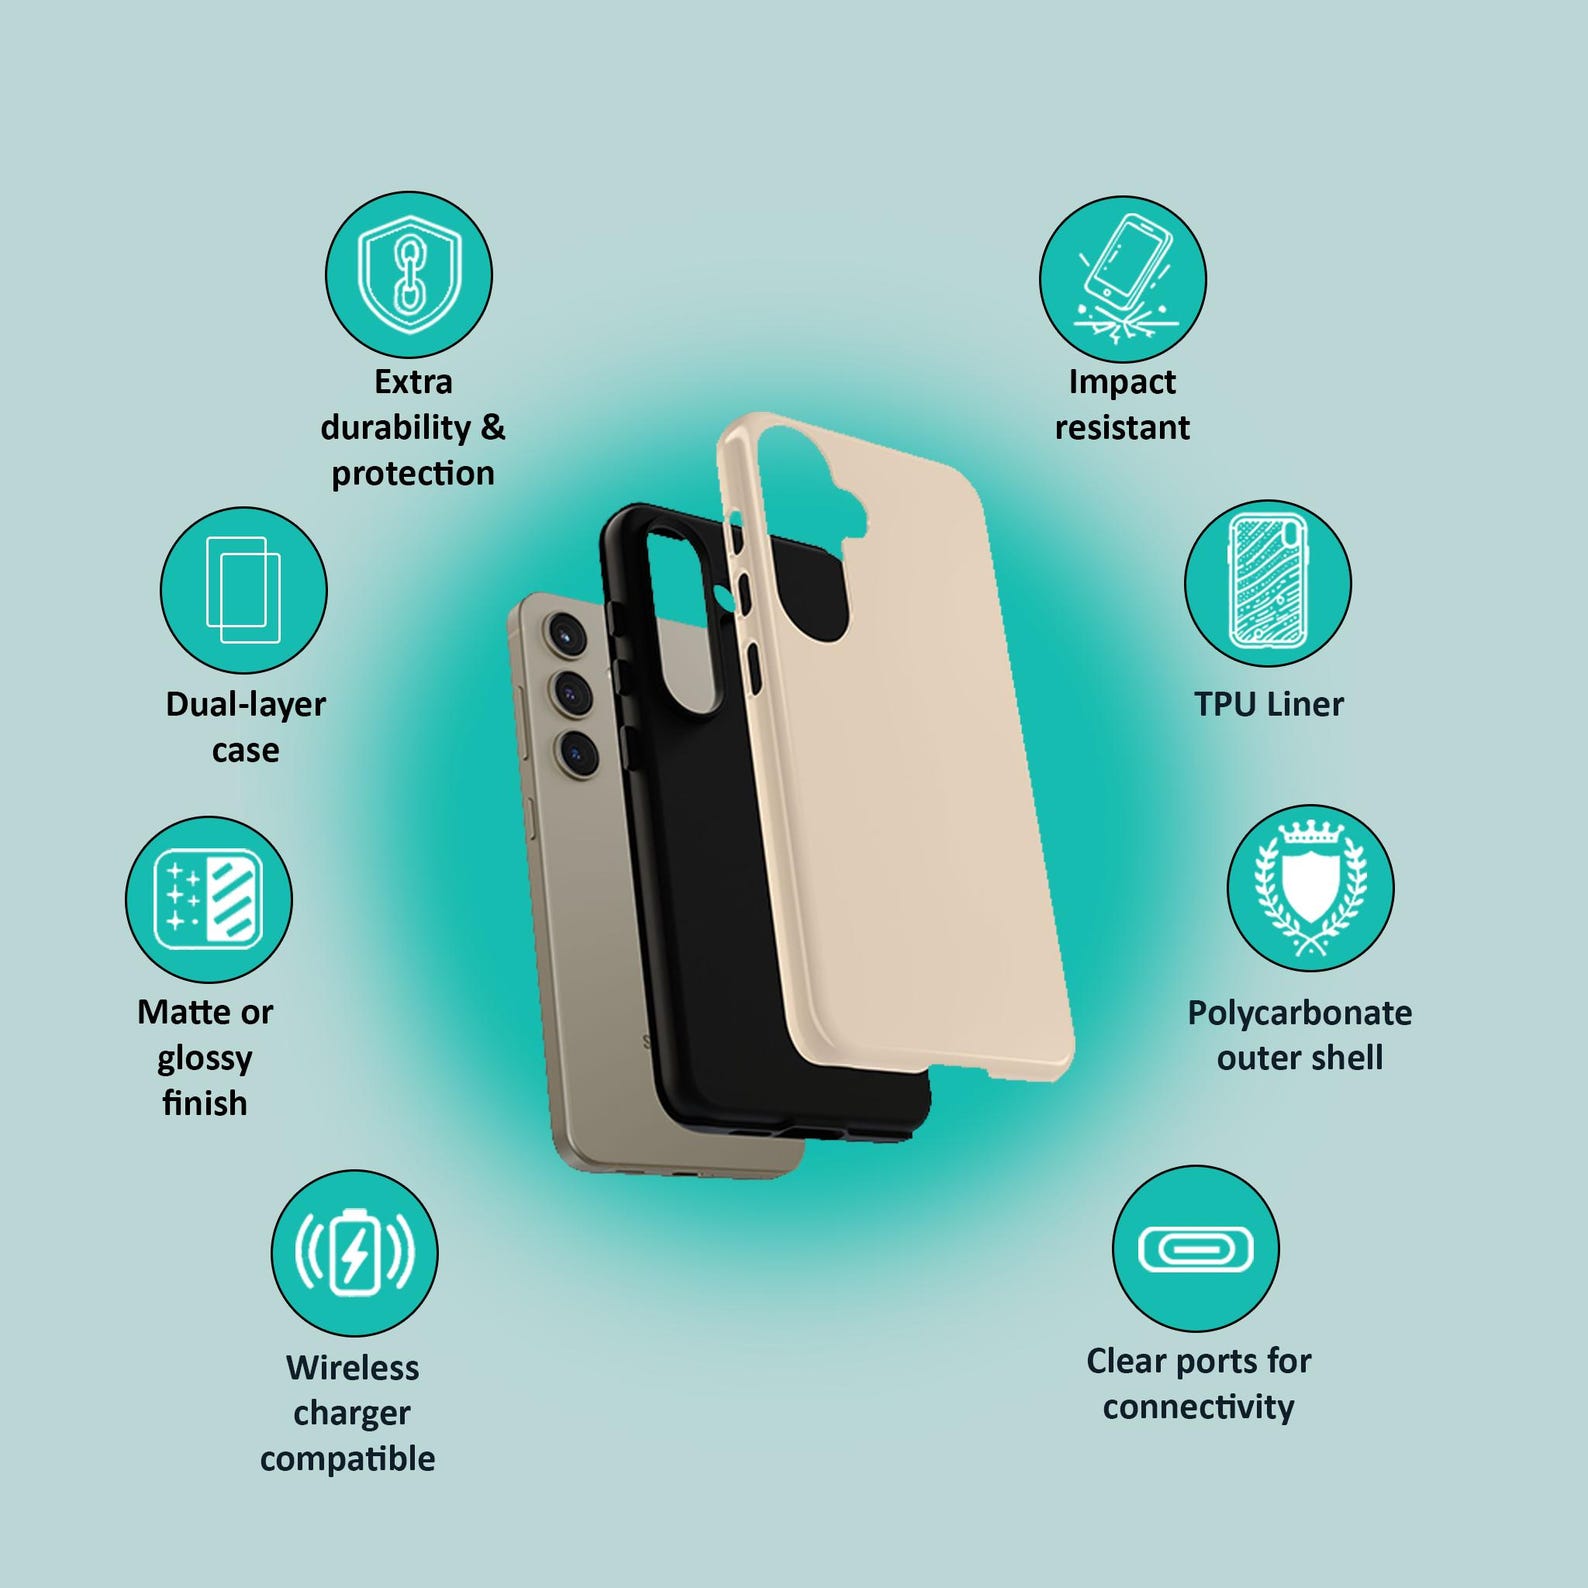 Extra
durability &
protection
Impact
resistant
Dual-layer
case
TPU Liner
Matte or
glossy
finish
Polycarbonate
outer shell
Wireless
charger
compatible
Clear ports for
connectivity